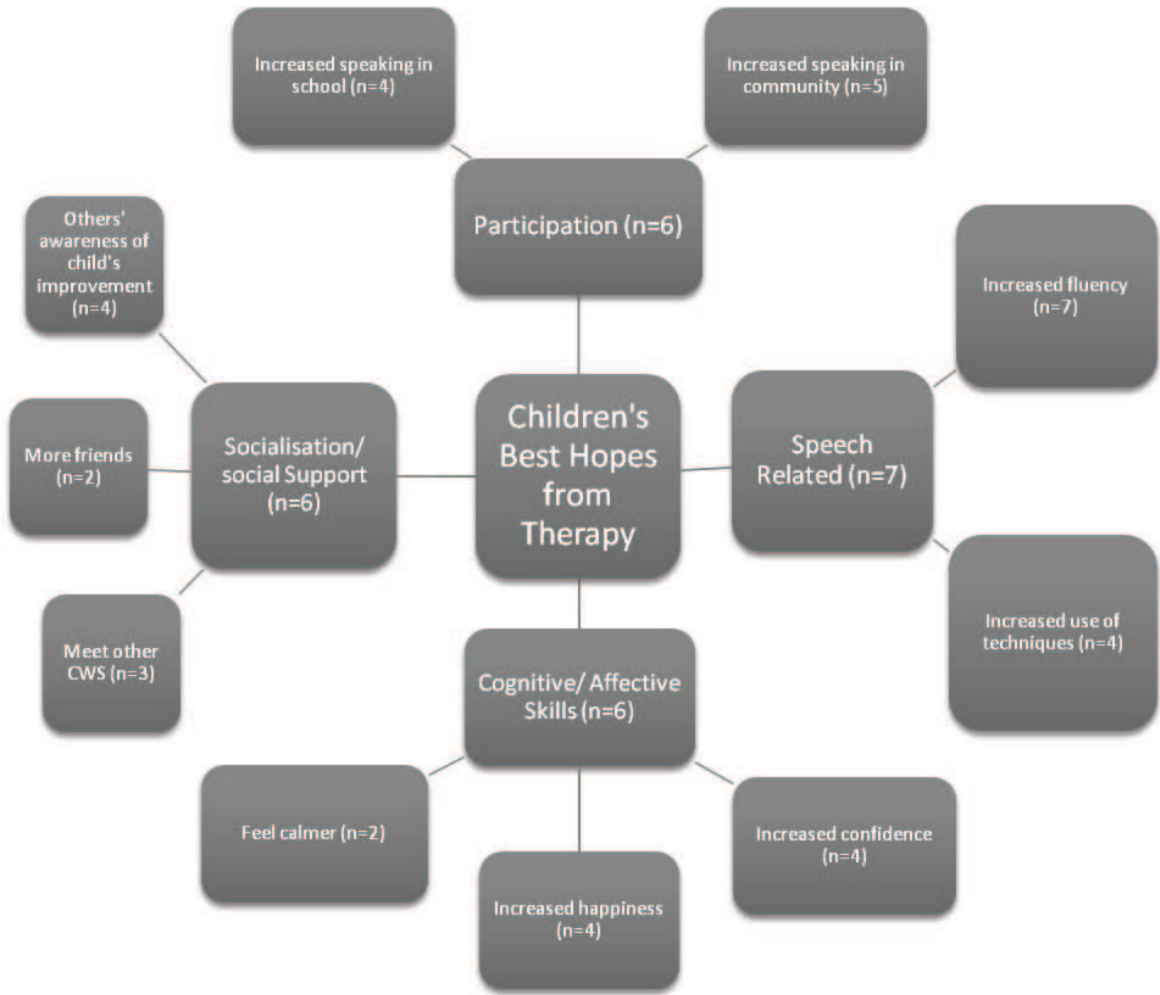 Increased speaking in
school (n=4)
Increased speaking in
community (n=5)
Participation (n=6)
Others'
awareness of
child's
improvement
(n=4)
Increased fluency
(n=7)
More friends
(n=2)
Socialisation/
social Support
(n=6)
Children's
Best Hopes
from
Therapy
Speech
Related (n=7)
Meet other
CWS (n=3)
Increased use of
techniques (n=4)
Cognitive/ Affective
Skills (n=6)
Feel calmer (n=2)
Increased confidence
(n=4)
Increased happiness
(n=4)